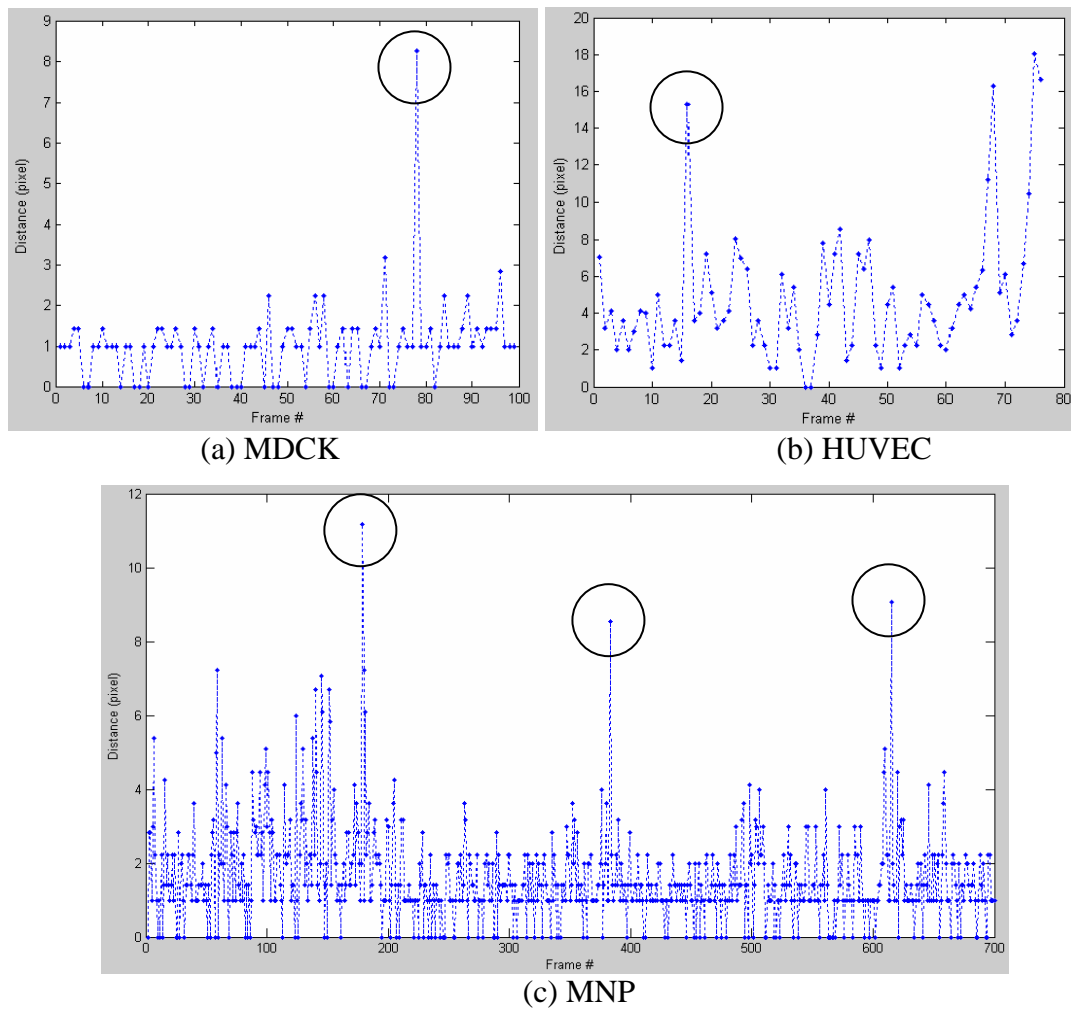 9
8
7
6
5
4
3
2
1
0
Distance (pixel)
0 10 20 30 40 50 60 70 80 90 100
Frame #
(a) MDCK
20
18
16
14
12
10
8
6
4
2
0
Distance (pixel)
0 10 20 30 40 50 60 70 80
Frame #
(b) HUVEC
12
10
8
6
4
2
0
Distance (pixel)
0 100 200 300 400 500 600 700
Frame #
(c) MNP